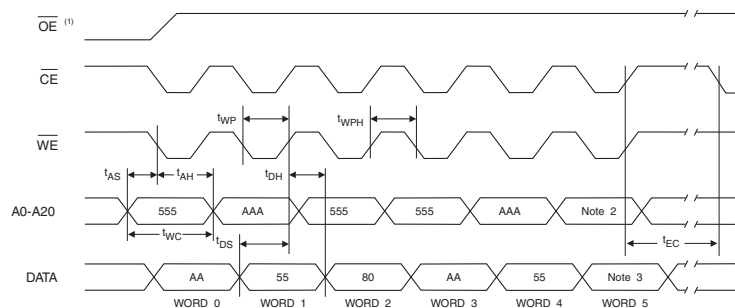 OE (1)
CE
tWP
tWPH
WE
tAS
tAH
tDH
A0-A20
555
AAA
555
555
AAA
Note 2
tWC
tDS
tEC
DATA
AA
55
80
AA
55
Note 3
WORD 0
WORD 1
WORD 2
WORD 3
WORD 4
WORD 5